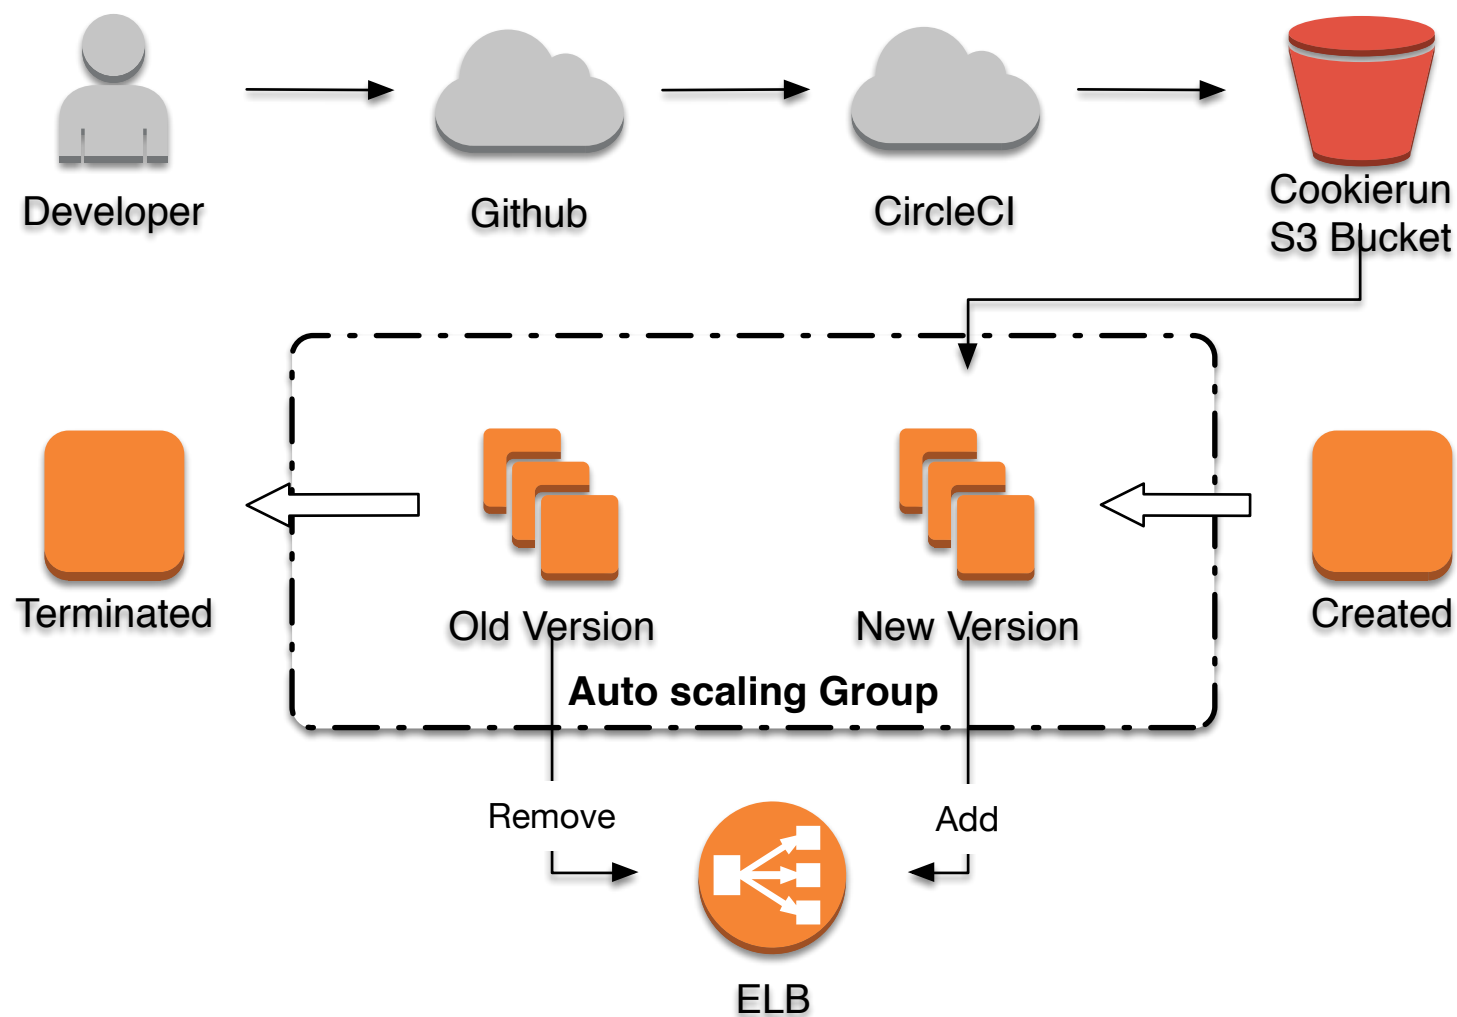 Developer
Github
CircleCI
Cookierun
S3 Bucket
Terminated
Old Version
New Version
Created
Auto scaling Group
Remove
Add
ELB